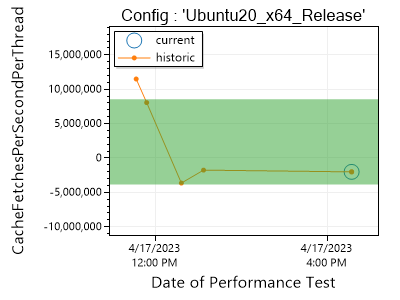 Config : 'Ubuntu20_x64_Release'
current
historic
CacheFetchesPerSecondPerThread
15,000,000
10,000,000
5,000,000
0
-5,000,000
-10,000,000
4/17/2023
12:00 PM
4/17/2023
4:00 PM
Date of Performance Test